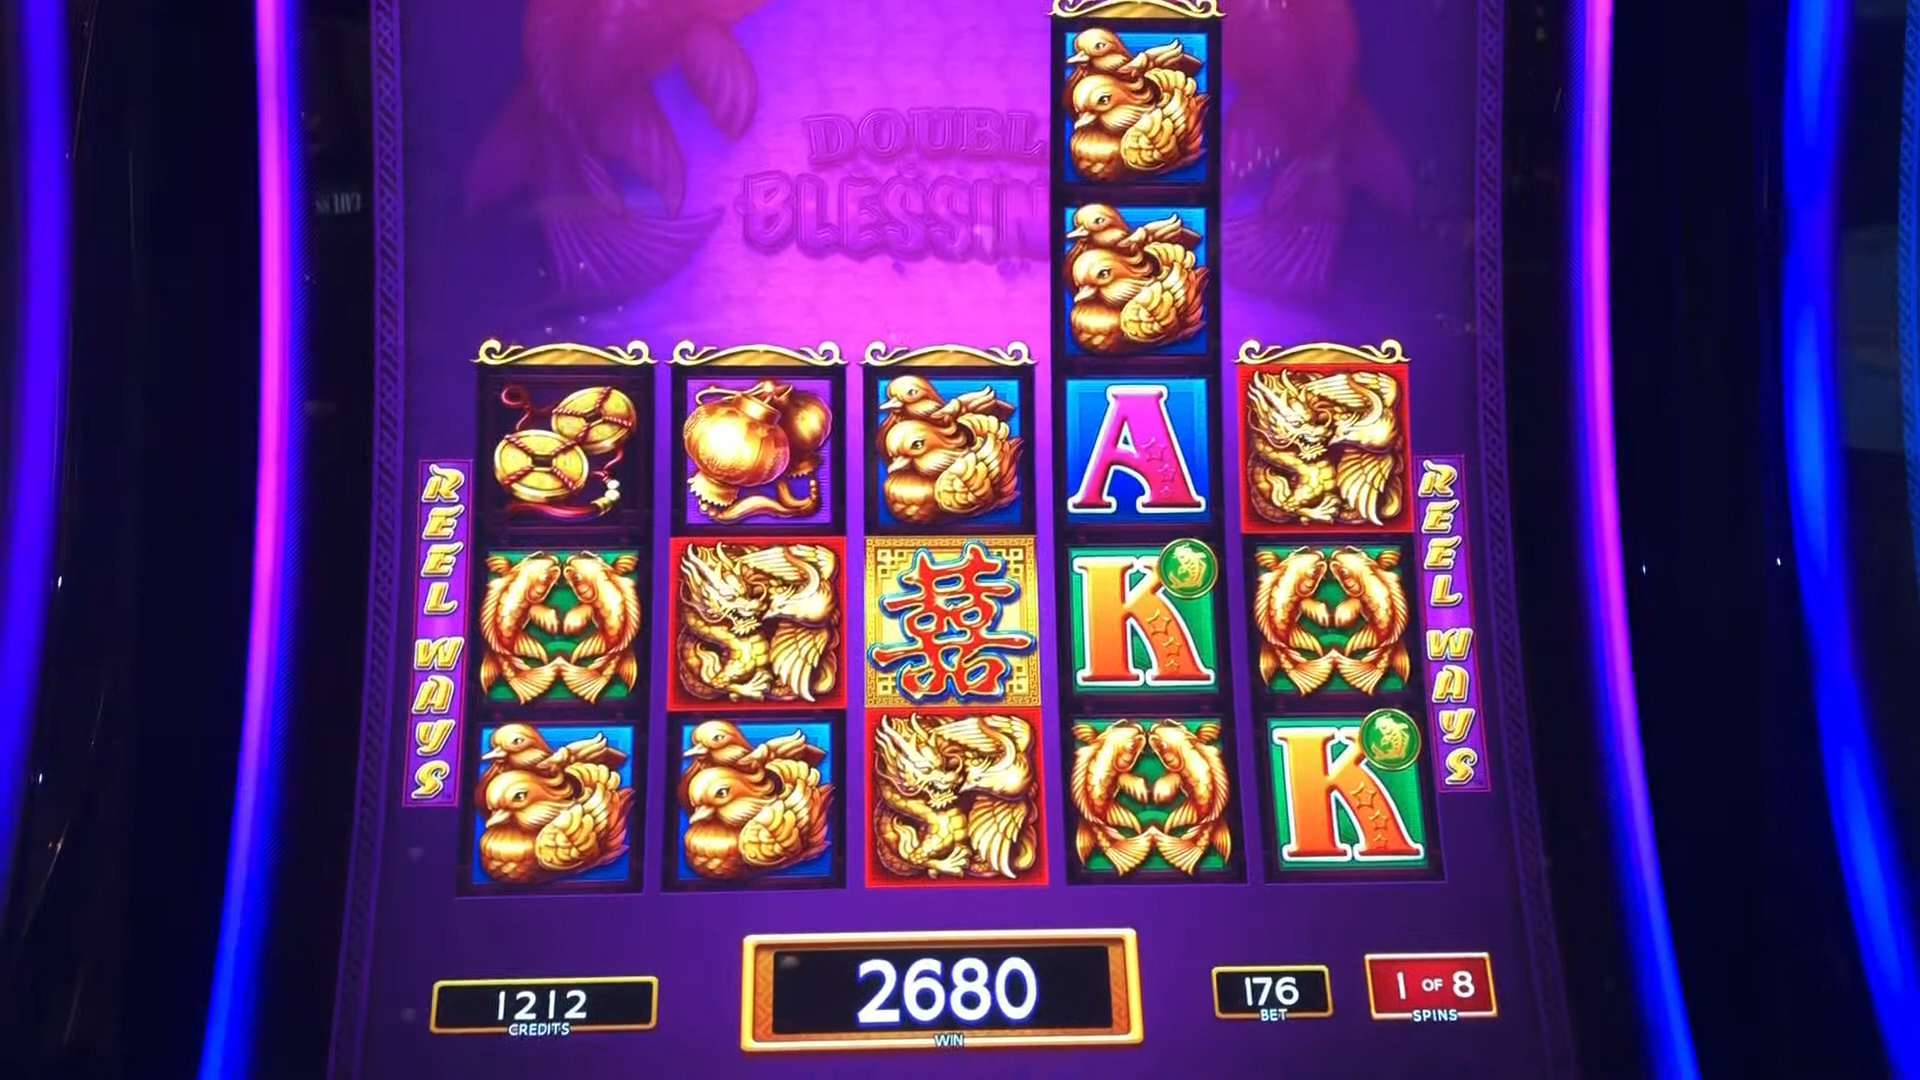 DOUBL
BLESSIN
A
K
囍
K
REEL WAYS
REEL WAYS
1212
CREDITS
2680
WIN
176
BET
1 OF 8
SPINS